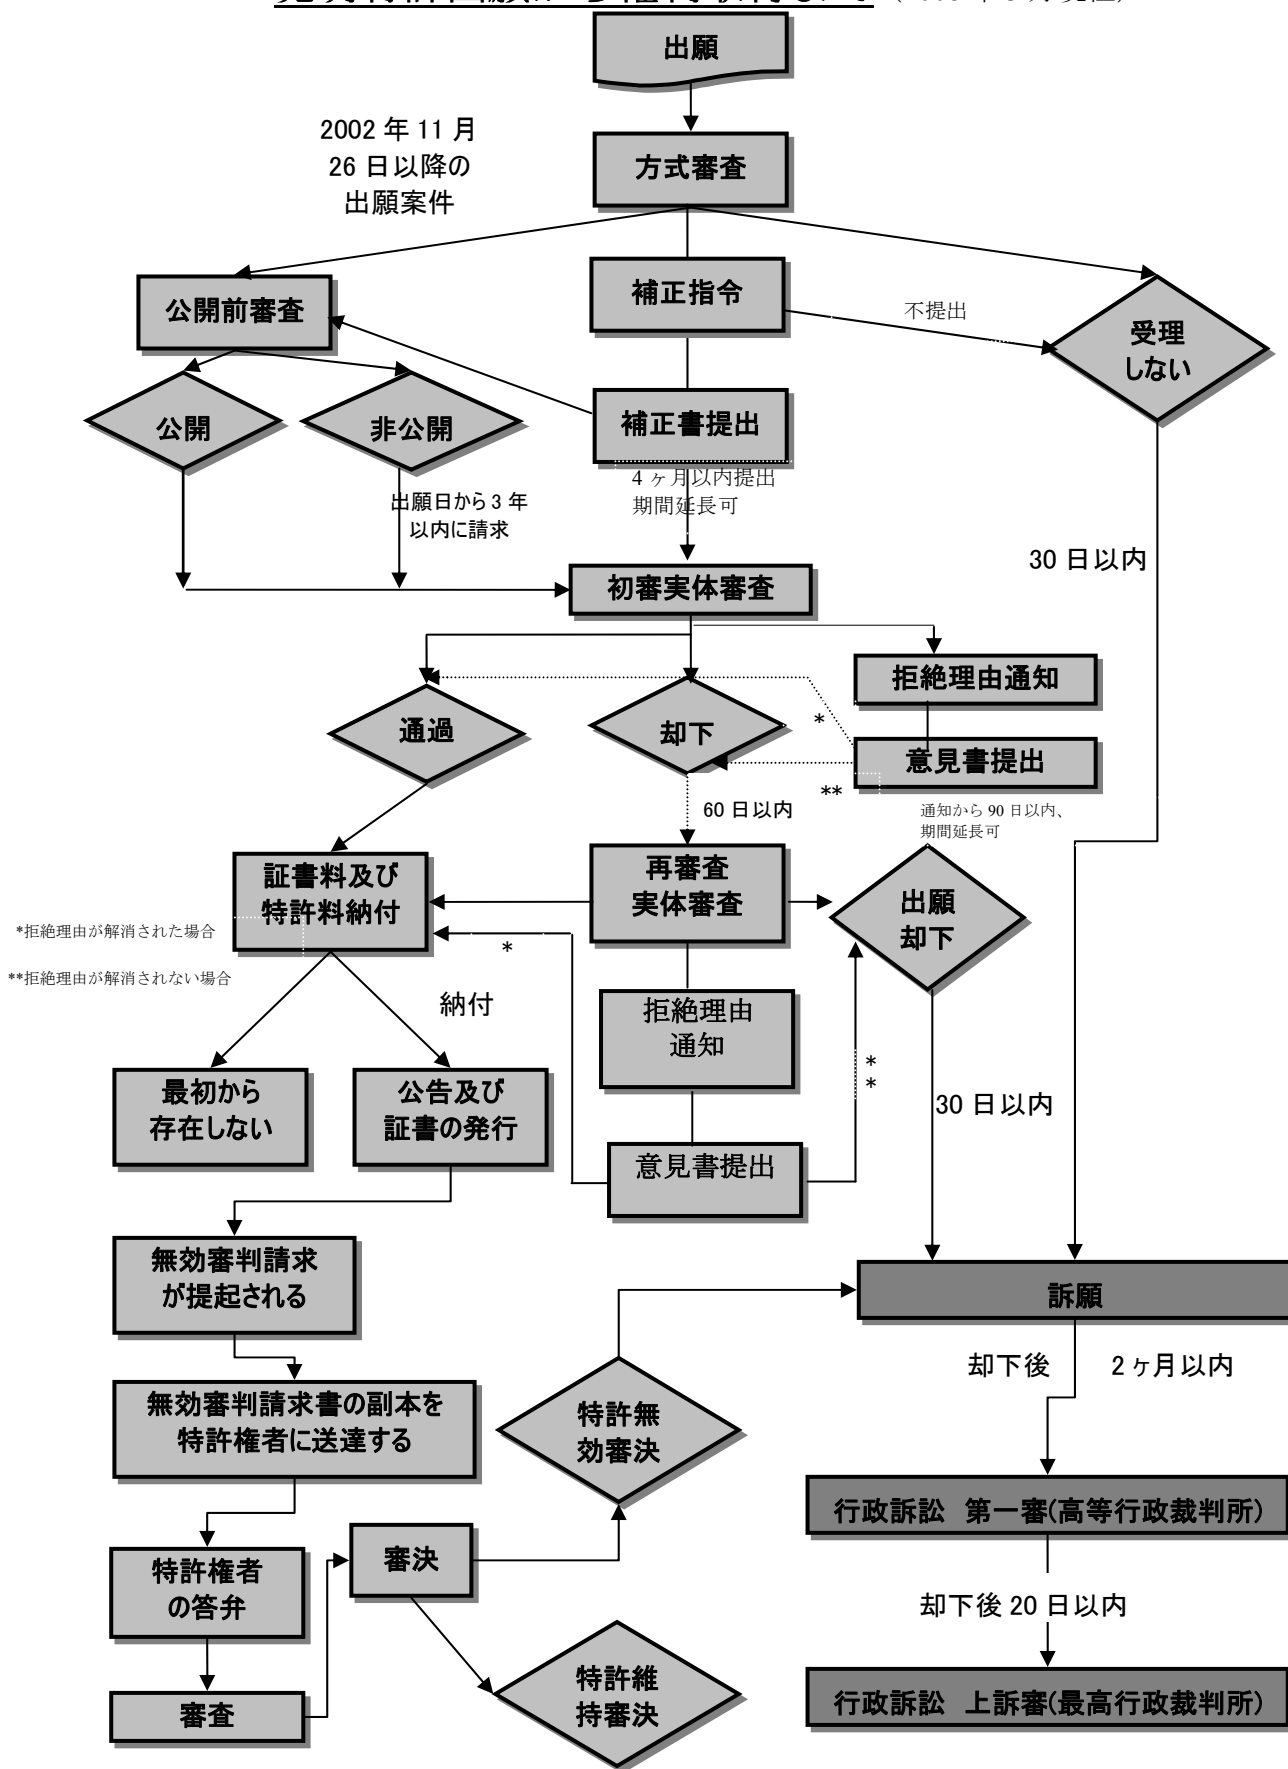 出願
2002 年 11 月
26 日以降の
出願案件
方式審査
公開前審査
補正指令
不提出
受理
しない
公開
非公開
補正書提出
4 ヶ月以内提出
期間延長可
出願日から 3 年
以内に請求
30 日以内
初審実体審査
拒絶理由通知
通過
却下
*
意見書提出
**
60 日以内
通知から 90 日以内、
期間延長可
証書料及び
特許料納付
再審査
実体審査
出願
却下
*拒絶理由が解消された場合
*
**拒絶理由が解消されない場合
納付
拒絶理由
通知
*
*
最初から
存在しない
公告及び
証書の発行
30 日以内
意見書提出
無効審判請求
が提起される
訴願
却下後
2 ヶ月以内
無効審判請求書の副本を
特許権者に送達する
特許無
効審決
行政訴訟 第一審(高等行政裁判所)
審決
特許権者
の答弁
却下後 20 日以内
特許維
持審決
審査
行政訴訟 上訴審(最高行政裁判所)